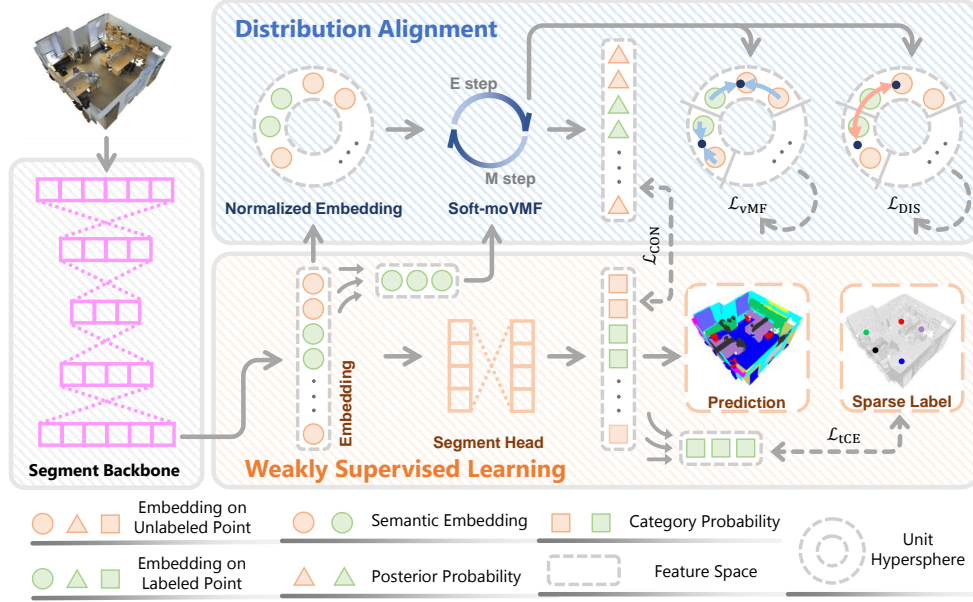 Distribution Alignment
E step
M step
Normalized Embedding
Soft-moVMF
ℒvMF
ℒDIS
ℒCON
Embedding
Segment Head
Prediction
Sparse Label
ℒtCE
Segment Backbone
Weakly Supervised Learning
Embedding on
Unlabeled Point
Semantic Embedding
Category Probability
Unit
Hypersphere
Embedding on
Labeled Point
Posterior Probability
Feature Space